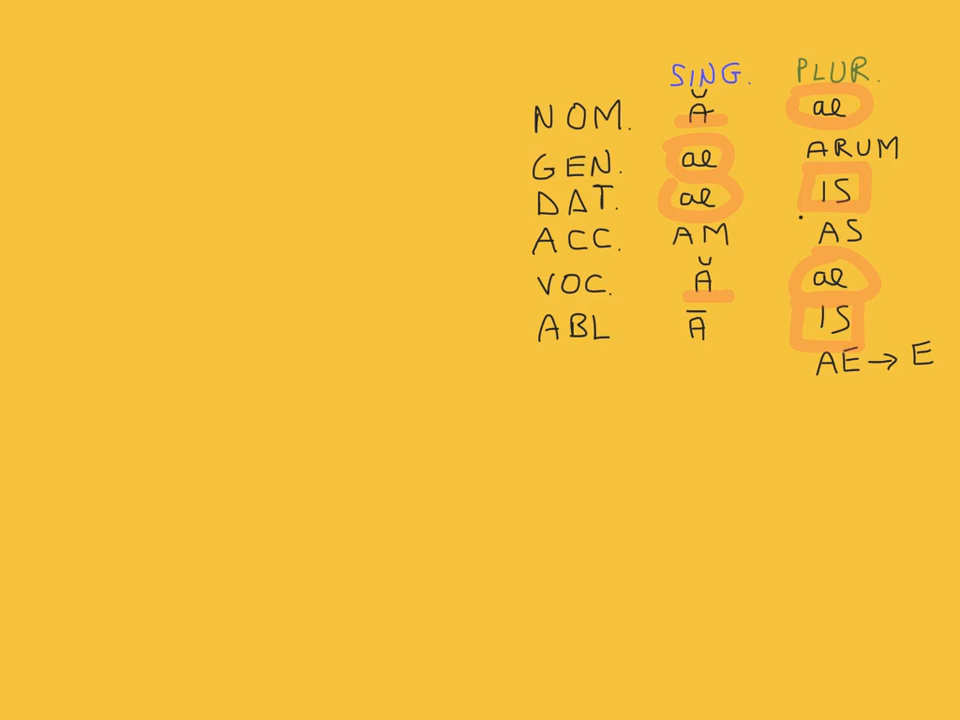 SING. PLUR.
NOM. Ă ae
GEN. ae ARUM
DAT. ae IS
ACC. AM AS
VOC. Ă ae
ABL Ā IS
AE → E